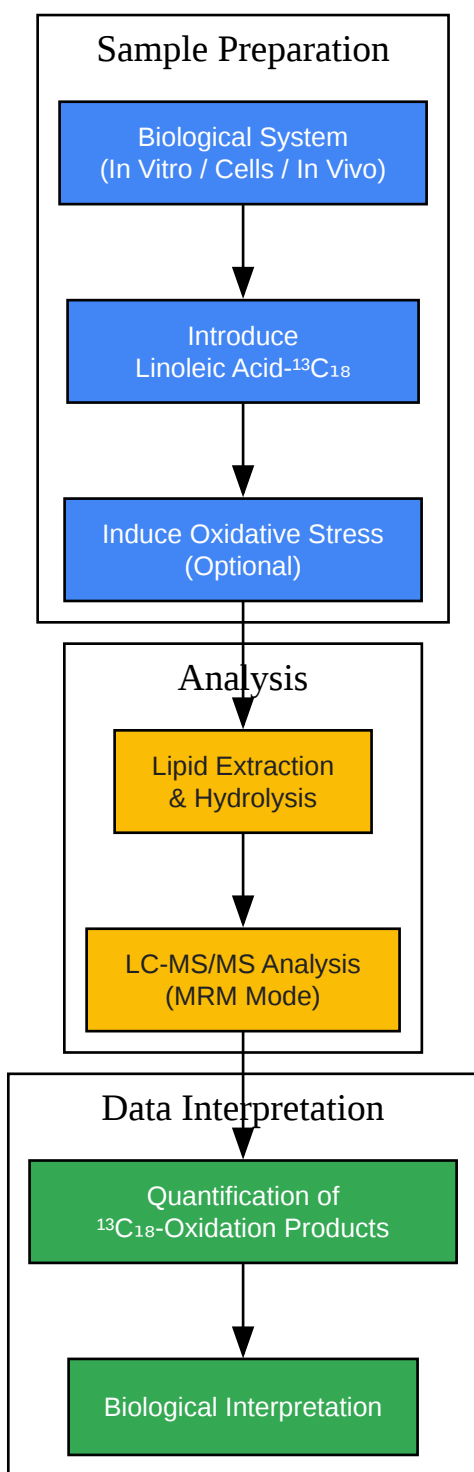 Sample Preparation
Biological System
(In Vitro / Cells / In Vivo)
Introduce
Linoleic Acid-¹³C₁₈
Induce Oxidative Stress
(Optional)
Analysis
Lipid Extraction
& Hydrolysis
LC-MS/MS Analysis
(MRM Mode)
Data Interpretation
Quantification of
¹³C₁₈-Oxidation Products
Biological Interpretation